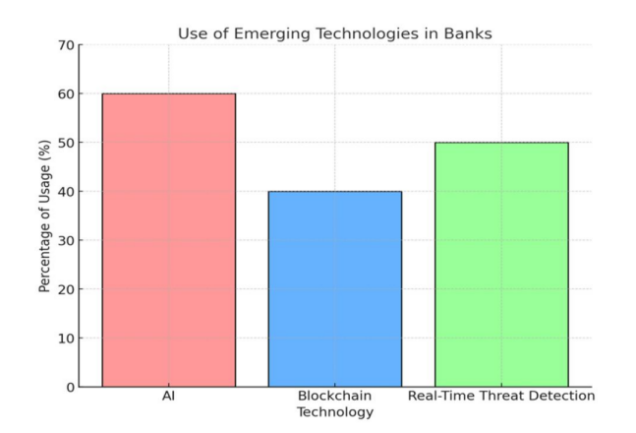 Use of Emerging Technologies in Banks
Percentage of Usage (%)
70
60
50
40
30
20
10
0
AI
Blockchain
Technology
Real-Time Threat Detection